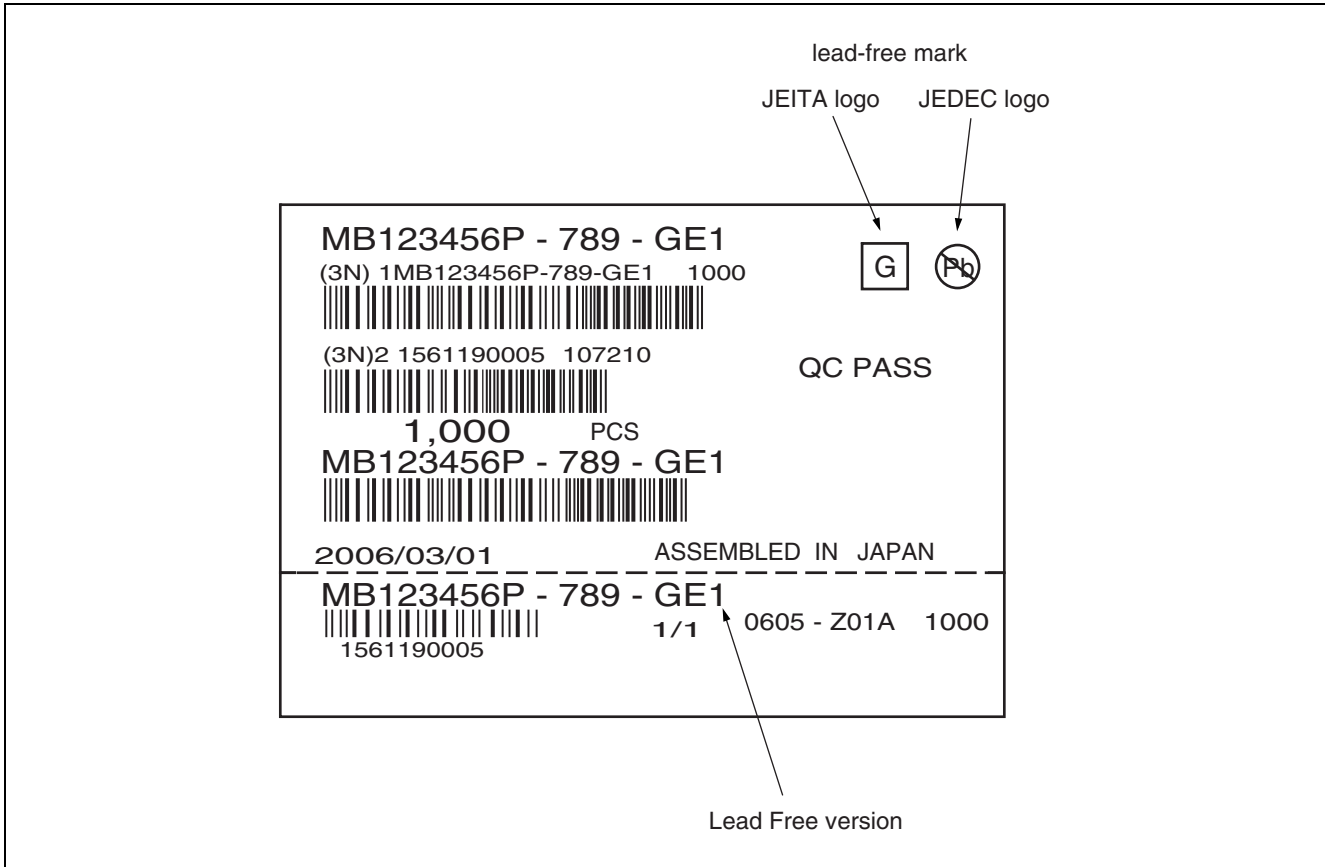 lead-free mark
JEITA logo JEDEC logo
MB123456P - 789 - GE1
(3N) 1MB123456P-789-GE1 1000
G Pb
(3N)2 1561190005 107210
QC PASS
1,000 PCS
MB123456P - 789 - GE1
2006/03/01 ASSEMBLED IN JAPAN
MB123456P - 789 - GE1
1/1 0605 - Z01A 1000
1561190005
Lead Free version